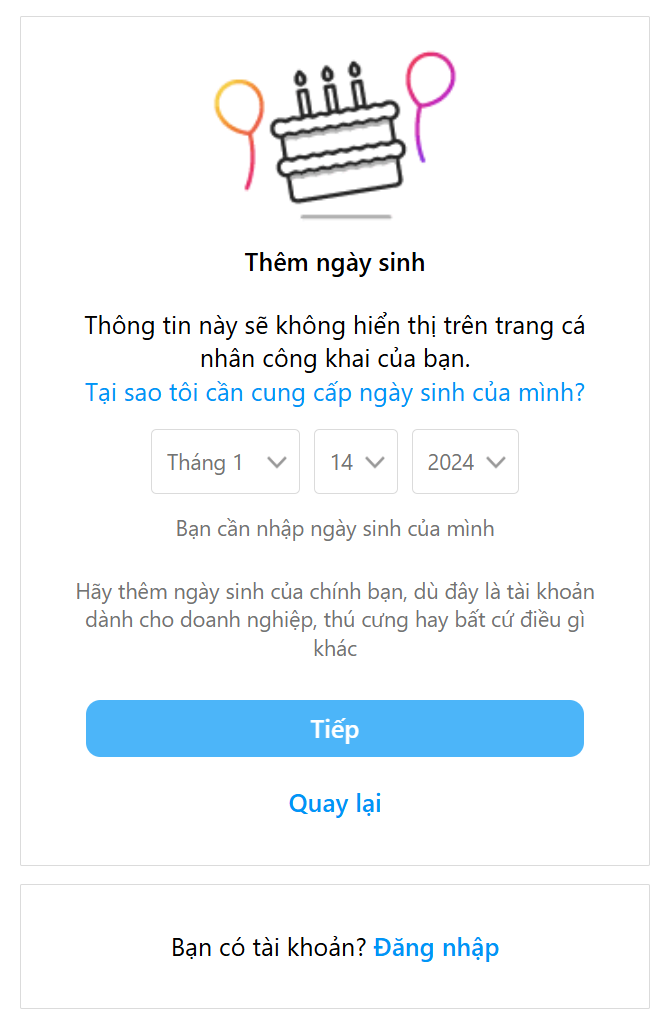 Thêm ngày sinh
Thông tin này sẽ không hiển thị trên trang cá
nhân công khai của bạn.
Tại sao tôi cần cung cấp ngày sinh của mình?
Tháng 1 14 2024
Bạn cần nhập ngày sinh của mình
Hãy thêm ngày sinh của chính bạn, dù đây là tài khoản
dành cho doanh nghiệp, thú cưng hay bất cứ điều gì
khác
Tiếp
Quay lại
Bạn có tài khoản? Đăng nhập